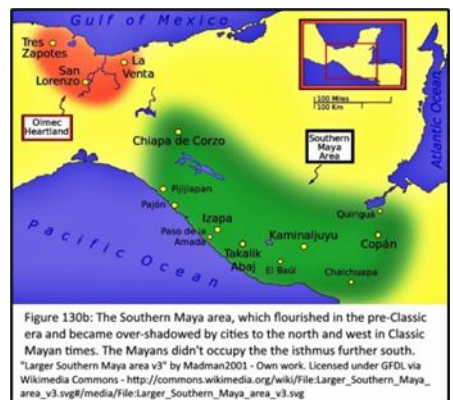 Gulf of Mexico
Tres
Zapotes
La
Venta
San
Lorenzo
Olmec
Heartland
100 Miles
100 Km
Atlantic Ocean
Chiapa de Corzo
Southern
Maya
Area
Pijijiapan
Pajón
Izapa
Paso de la
Amada
Takalik
Abaj
Kaminaljuyu
El Baúl
Quiriguá
Copán
Chalchuapa
Pacific Ocean
Figure 130b: The Southern Maya area, which flourished in the pre-Classic
era and became over-shadowed by cities to the north and west in Classic
Mayan times. The Mayans didn't occupy the the isthmus further south.
"Larger Southern Maya area v3" by Madman2001 - Own work. Licensed under GFDL via
Wikimedia Commons - http://commons.wikimedia.org/wiki/File:Larger_Southern_Maya_
area_v3.svg#/media/File:Larger_Southern_Maya_area_v3.svg